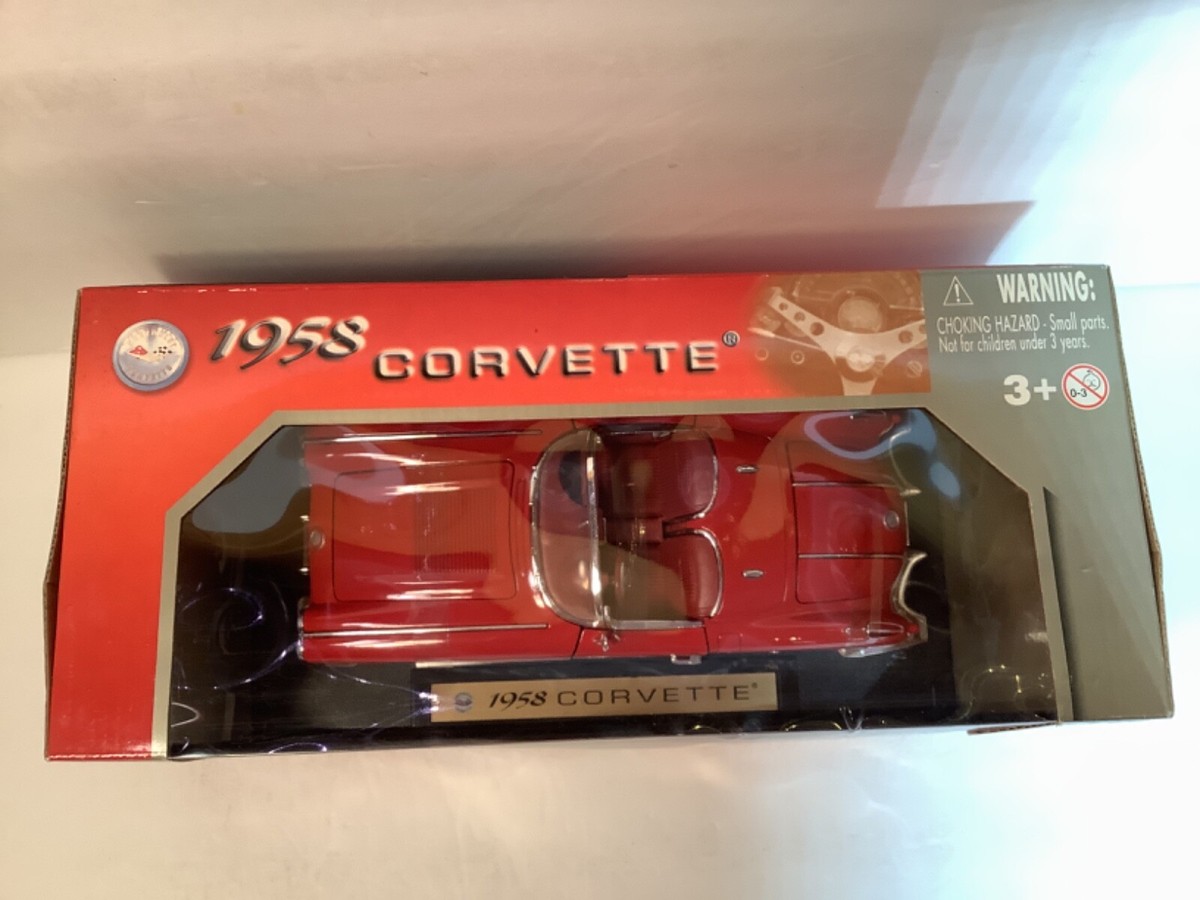 1958 CORVETTE®
WARNING:
CHOKING HAZARD - Small parts.
Not for children under 3 years.
3+
0-3
1958 CORVETTE®